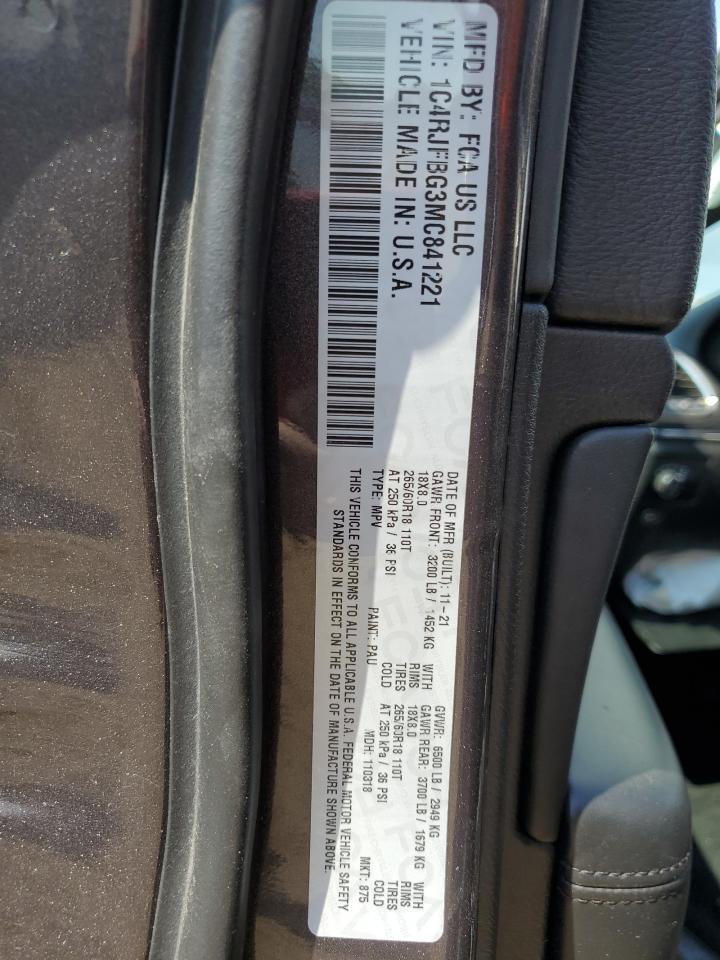 MFD BY: FCA US LLC
VIN: 1C4RJFBG3MC841221
VEHICLE MADE IN: U.S.A.
DATE OF MFR (BUILT): 11-21 GVWR: 6500 LB / 2949 KG
GAWR FRONT: 3200 LB / 1452 KG WITH GAWR REAR: 3700 LB / 1679 KG WITH
18X8.0 RIMS 18X8.0 RIMS
265/60R18 110T TIRES 265/60R18 110T TIRES
AT 250 kPa / 36 PSI COLD AT 250 kPa / 36 PSI COLD
TYPE: MPV PAINT: PAU MDH: 110318 MKT: 875
THIS VEHICLE CONFORMS TO ALL APPLICABLE U.S.A. FEDERAL MOTOR VEHICLE SAFETY
STANDARDS IN EFFECT ON THE DATE OF MANUFACTURE SHOWN ABOVE.